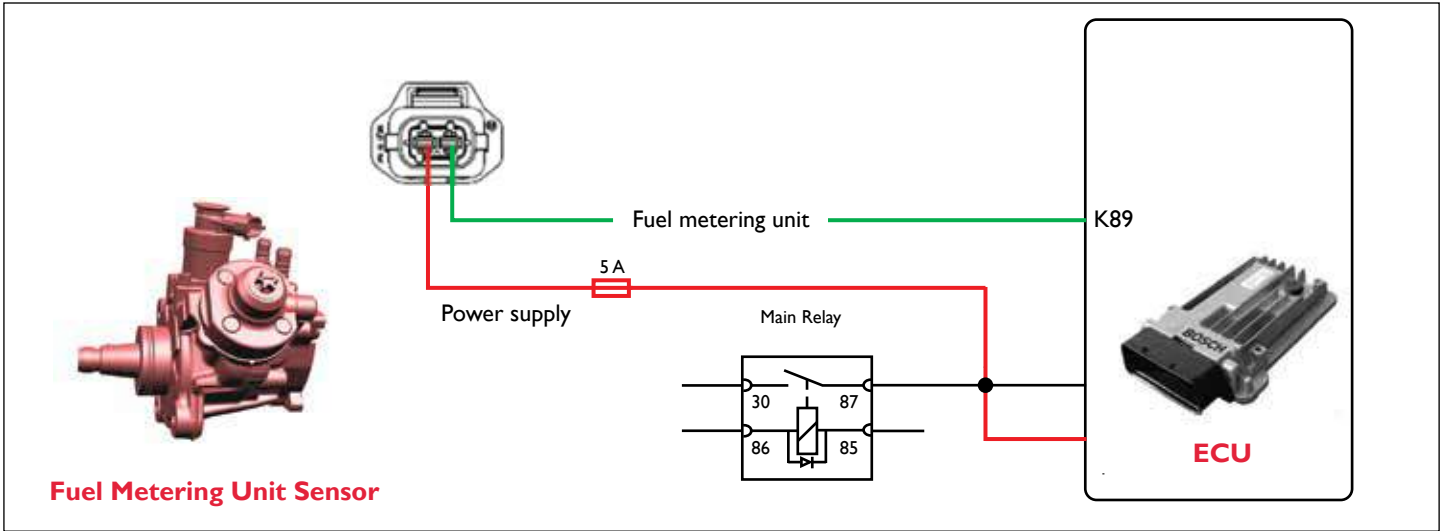 Fuel metering unit
K89
5 A
Power supply
Main Relay
30
87
86
85
BOSCH
ECU
Fuel Metering Unit Sensor